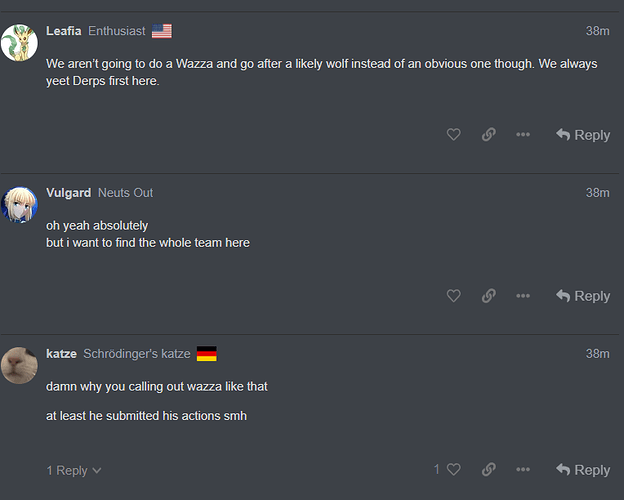 Leafia Enthusiast 38m
We aren't going to do a Wazza and go after a likely wolf instead of an obvious one though. We always
yeet Derps first here.
Reply
Vulgard Neuts Out 38m
oh yeah absolutely
but i want to find the whole team here
Reply
katze Schrödinger's katze 38m
damn why you calling out wazza like that
at least he submitted his actions smh
1 Reply 1 Reply